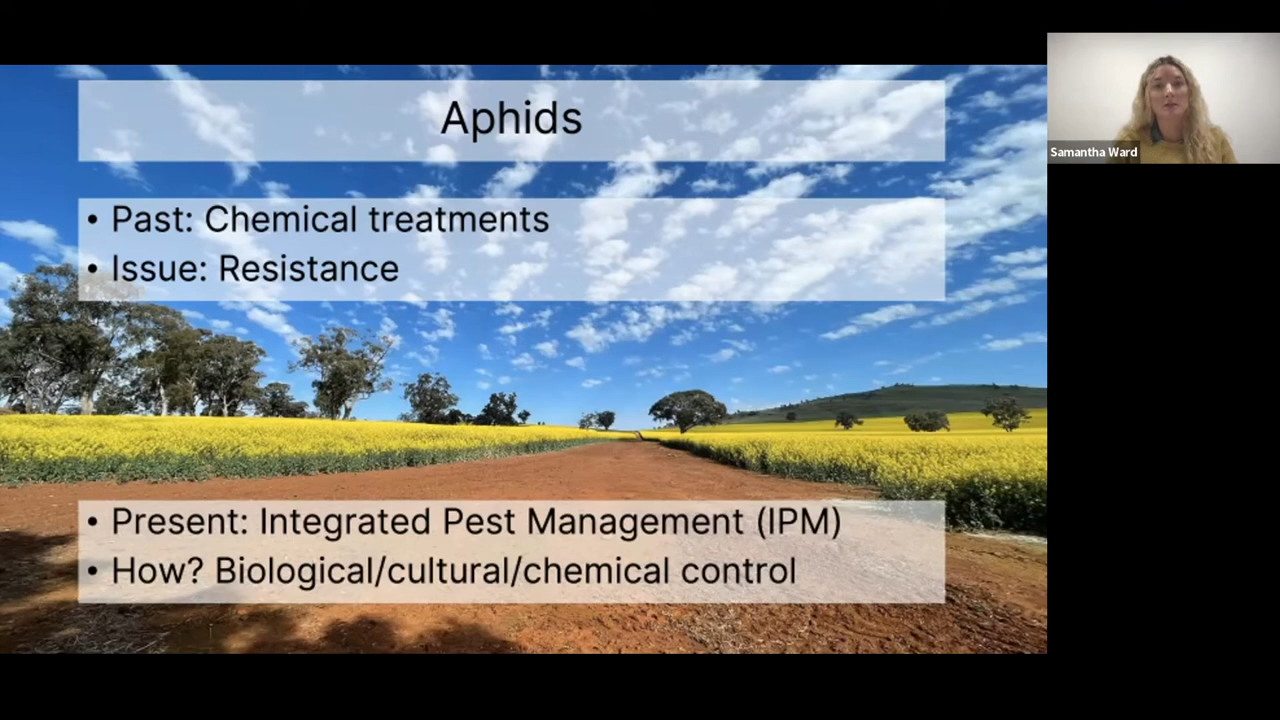 Aphids
• Past: Chemical treatments
• Issue: Resistance
• Present: Integrated Pest Management (IPM)
• How? Biological/cultural/chemical control
Samantha Ward